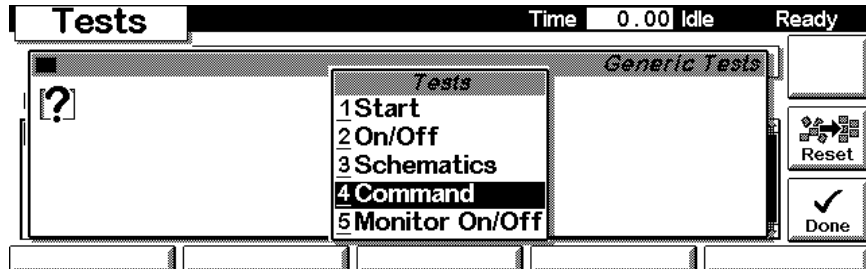 Tests Time 0.00 Idle Ready
Generic Tests
?
Tests
1 Start
2 On/Off
3 Schematics
4 Command
5 Monitor On/Off
Reset
Done